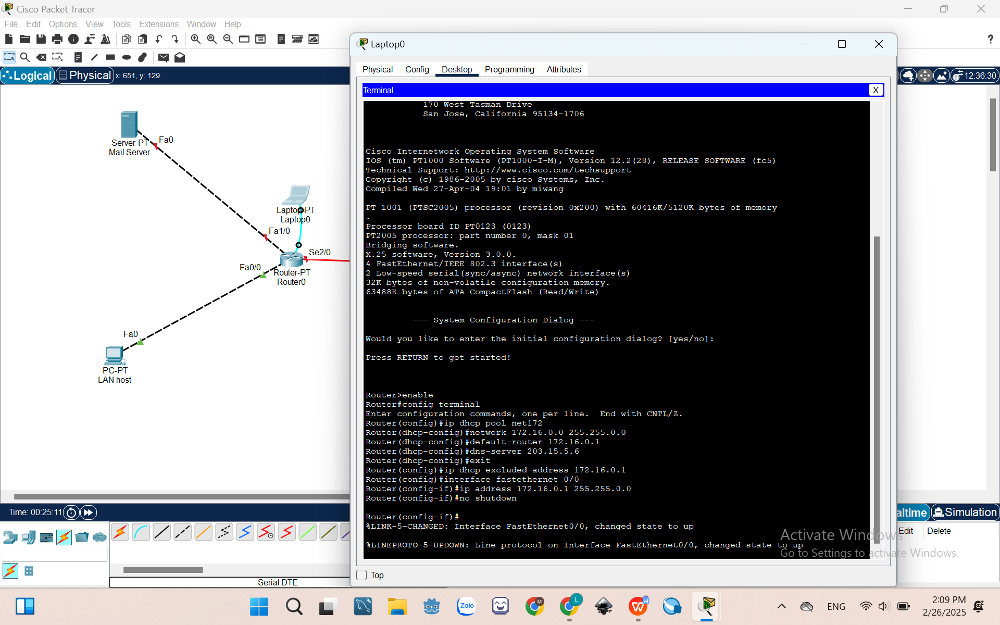 Cisco Packet Tracer
File Edit Options View Tools Extensions Window Help
Logical Physical x: 651, y: 129
12:36:30
Server-PT
Mail Server
Fa0
Laptop-PT
Laptop0
Fa1/0
Se2/0
Fa0/0
Router-PT
Router0
Fa0
PC-PT
LAN host
Laptop0
Physical Config Desktop Programming Attributes
Terminal
X
170 West Tasman Drive
San Jose, California 95134-1706
Cisco Internetwork Operating System Software
IOS (tm) PT1000 Software (PT1000-I-M), Version 12.2(28), RELEASE SOFTWARE (fc5)
Technical Support: http://www.cisco.com/techsupport
Copyright (c) 1986-2005 by cisco Systems, Inc.
Compiled Wed 27-Apr-04 19:01 by miwang
PT 1001 (PTSC2005) processor (revision 0x200) with 60416K/5120K bytes of memory
.
Processor board ID PT0123 (0123)
PT2005 processor: part number 0, mask 01
Bridging software.
X.25 software, Version 3.0.0.
4 FastEthernet/IEEE 802.3 interface(s)
2 Low-speed serial(sync/async) network interface(s)
32K bytes of non-volatile configuration memory.
63488K bytes of ATA CompactFlash (Read/Write)
--- System Configuration Dialog ---
Would you like to enter the initial configuration dialog? [yes/no]:
Press RETURN to get started!
Router>enable
Router#config terminal
Enter configuration commands, one per line.  End with CNTL/Z.
Router(config)#ip dhcp pool net172
Router(dhcp-config)#network 172.16.0.0 255.255.0.0
Router(dhcp-config)#default-router 172.16.0.1
Router(dhcp-config)#dns-server 203.15.5.6
Router(dhcp-config)#exit
Router(config)#ip dhcp excluded-address 172.16.0.1
Router(config)#interface fastethernet 0/0
Router(config-if)#ip address 172.16.0.1 255.255.0.0
Router(config-if)#no shutdown
Router(config-if)#
%LINK-5-CHANGED: Interface FastEthernet0/0, changed state to up
%LINEPROTO-5-UPDOWN: Line protocol on Interface FastEthernet0/0, changed state to up
Top
Time: 00:25:11
altime Simulation
Edit Delete
Serial DTE
Activate Windows
Go to Settings to activate Windows.
Zalo
M
L
W
ENG
2:09 PM
2/26/2025